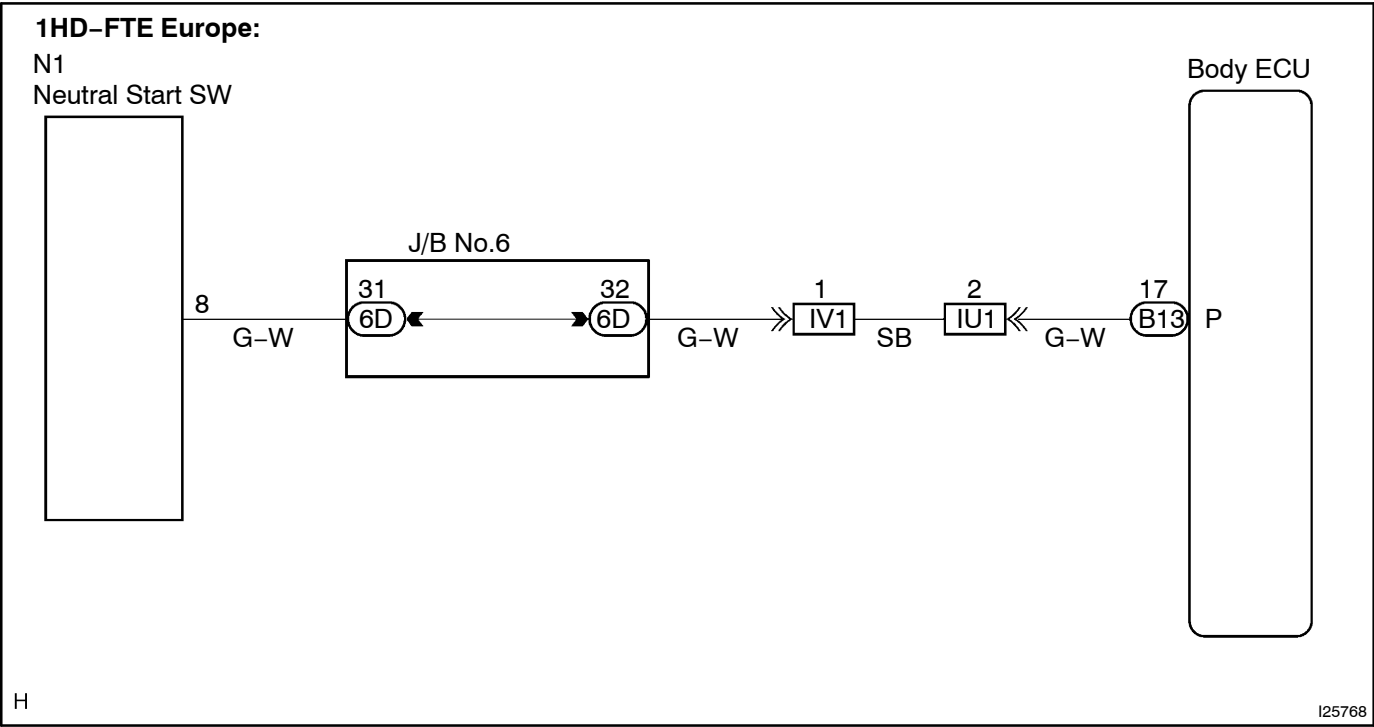 1HD–FTE Europe:
N1
Neutral Start SW
Body ECU
J/B No.6
8
31
32
1
2
17
6D
6D
IV1
IU1
B13
P
G–W
G–W
SB
G–W
H
I25768